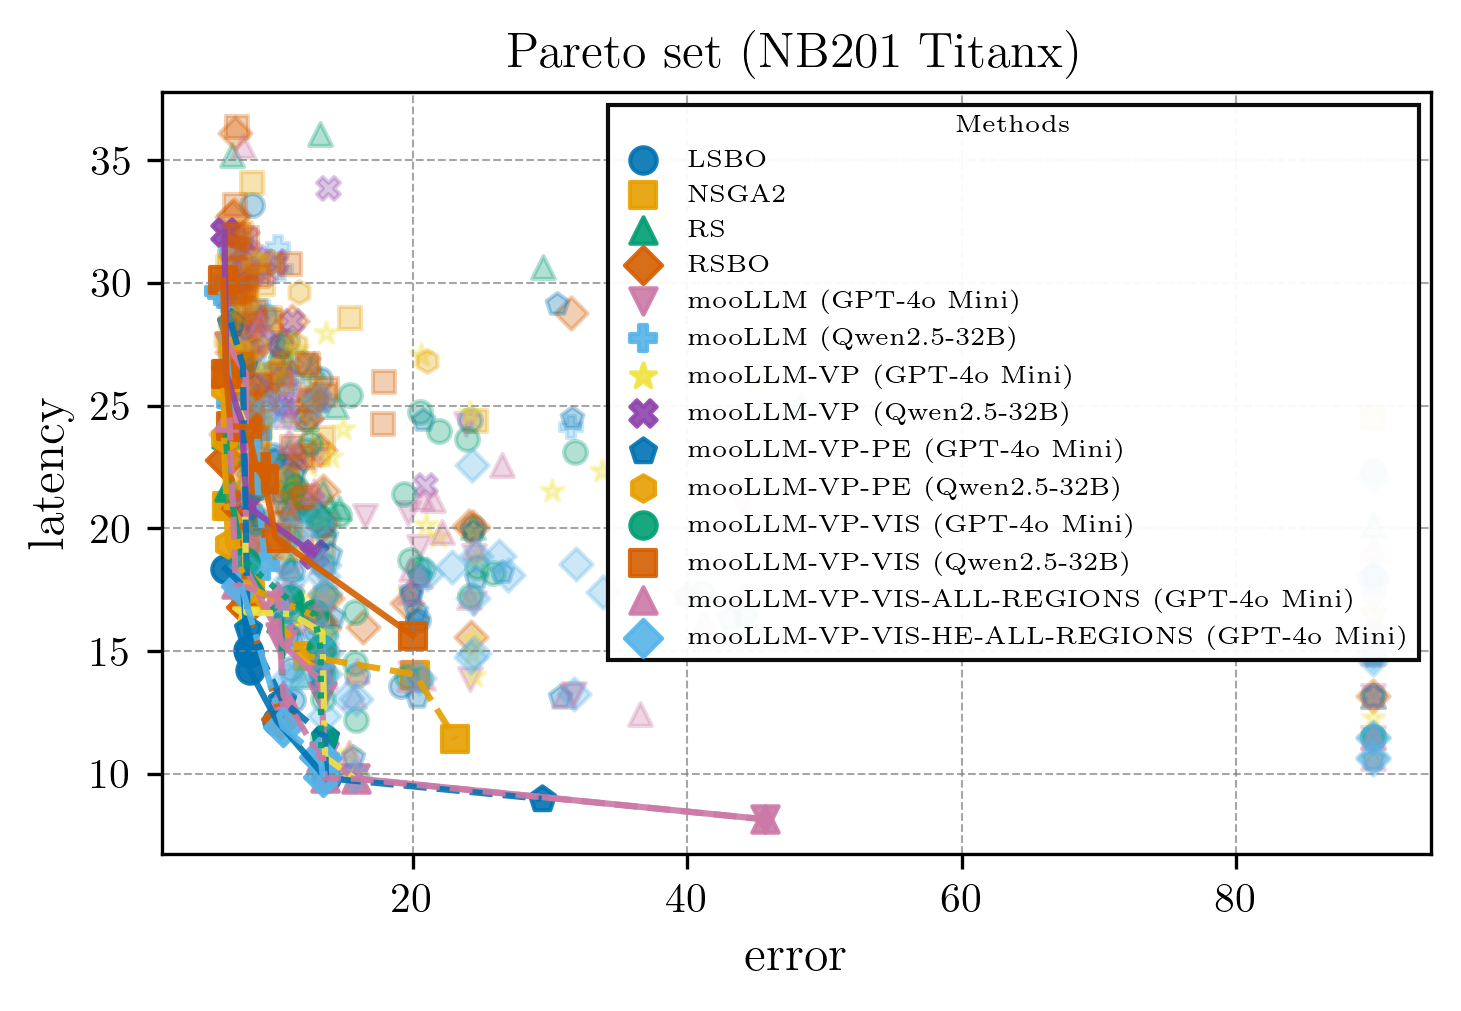 Pareto set (NB201 Titanx)
Methods
LSBO
NSGA2
RS
RSBO
mooLLM (GPT-4o Mini)
mooLLM (Qwen2.5-32B)
mooLLM-VP (GPT-4o Mini)
mooLLM-VP (Qwen2.5-32B)
mooLLM-VP-PE (GPT-4o Mini)
mooLLM-VP-PE (Qwen2.5-32B)
mooLLM-VP-VIS (GPT-4o Mini)
mooLLM-VP-VIS (Qwen2.5-32B)
mooLLM-VP-VIS-ALL-REGIONS (GPT-4o Mini)
mooLLM-VP-VIS-HE-ALL-REGIONS (GPT-4o Mini)
latency
35
30
25
20
15
10
20 40 60 80
error